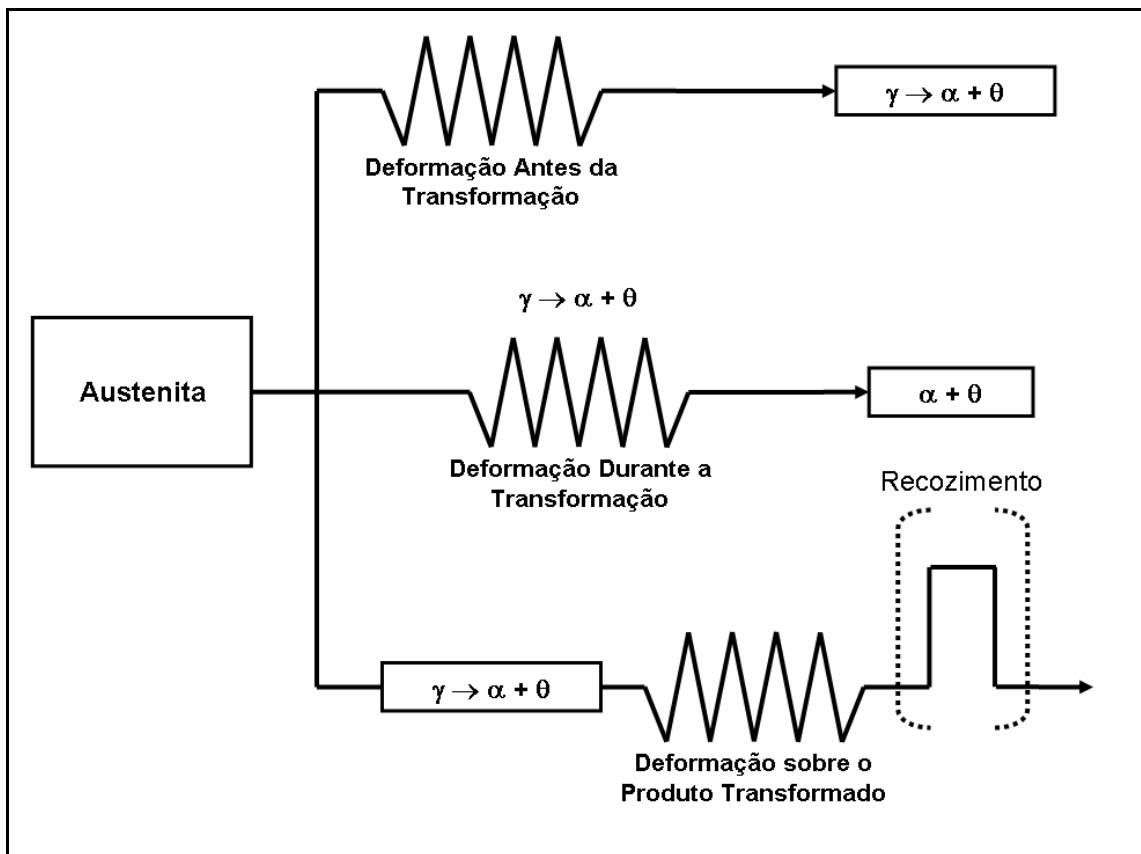 γ → α + θ
Deformação Antes da
Transformação
γ → α + θ
Austenita
α + θ
Deformação Durante a
Transformação
Recozimento
γ → α + θ
Deformação sobre o
Produto Transformado